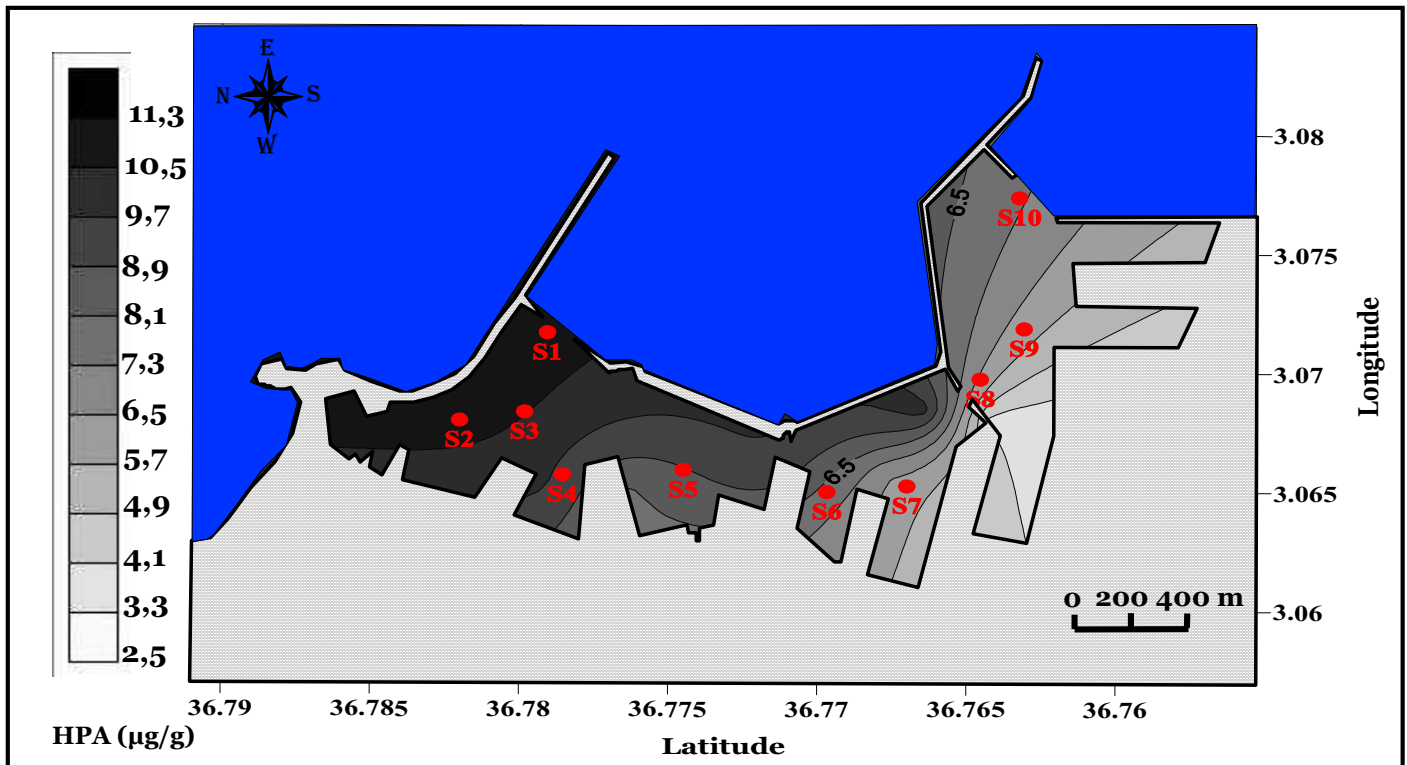 E
N S
W
11,3
10,5
9,7
8,9
8,1
7,3
6,5
5,7
4,9
4,1
3,3
2,5
HPA (µg/g)
6.5
6.5
S1
S2
S3
S4
S5
S6
S7
S8
S9
S10
3.08
3.075
3.07
3.065
3.06
Longitude
0 200 400 m
36.79 36.785 36.78 36.775 36.77 36.765 36.76
Latitude